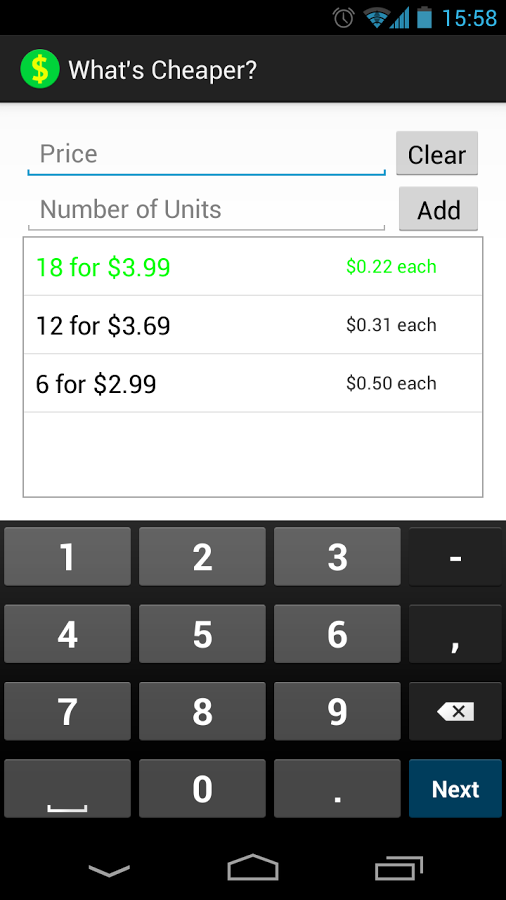 15:58
$ What's Cheaper?
Price Clear
Number of Units Add
18 for $3.99 $0.22 each
12 for $3.69 $0.31 each
6 for $2.99 $0.50 each
1 2 3 -
4 5 6 ,
7 8 9
0 . Next